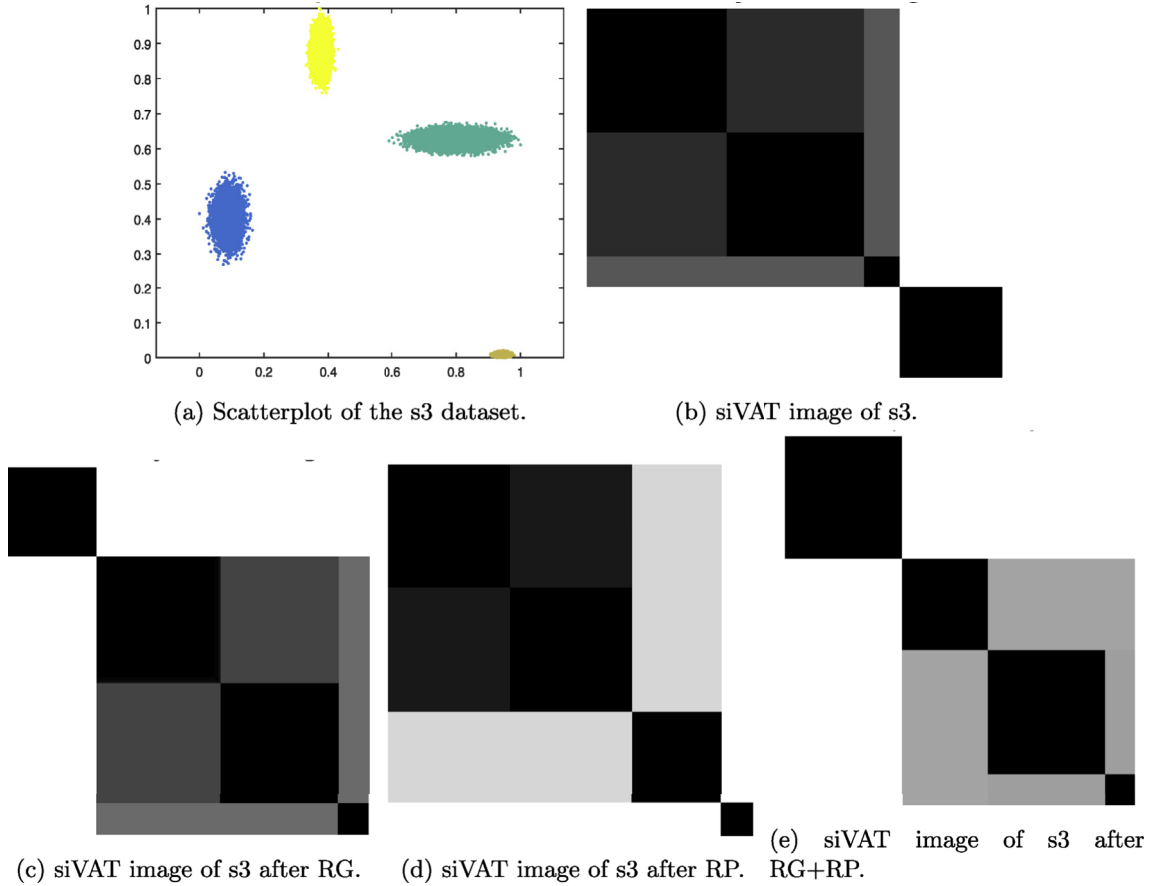 1
0.9
0.8
0.7
0.6
0.5
0.4
0.3
0.2
0.1
0
0 0.2 0.4 0.6 0.8 1
(a) Scatterplot of the s3 dataset.
(b) siVAT image of s3.
(c) siVAT image of s3 after RG.
(d) siVAT image of s3 after RP.
(e) siVAT image of s3 after
RG+RP.